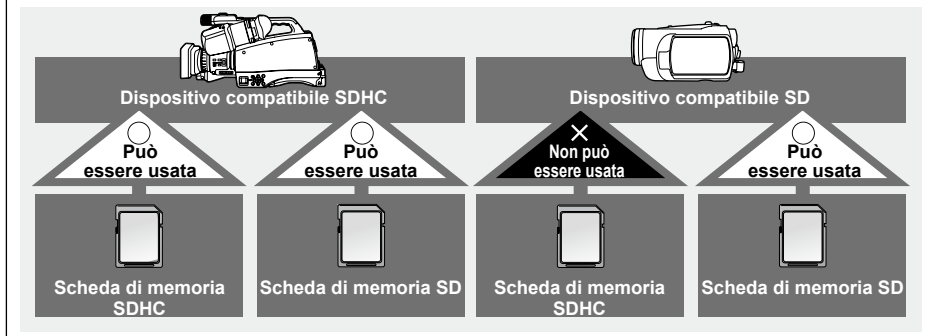 Dispositivo compatibile SDHC
Dispositivo compatibile SD
Può
essere usata
Può
essere usata
Non può
essere usata
Può
essere usata
Scheda di memoria
SDHC
Scheda di memoria SD
Scheda di memoria
SDHC
Scheda di memoria SD